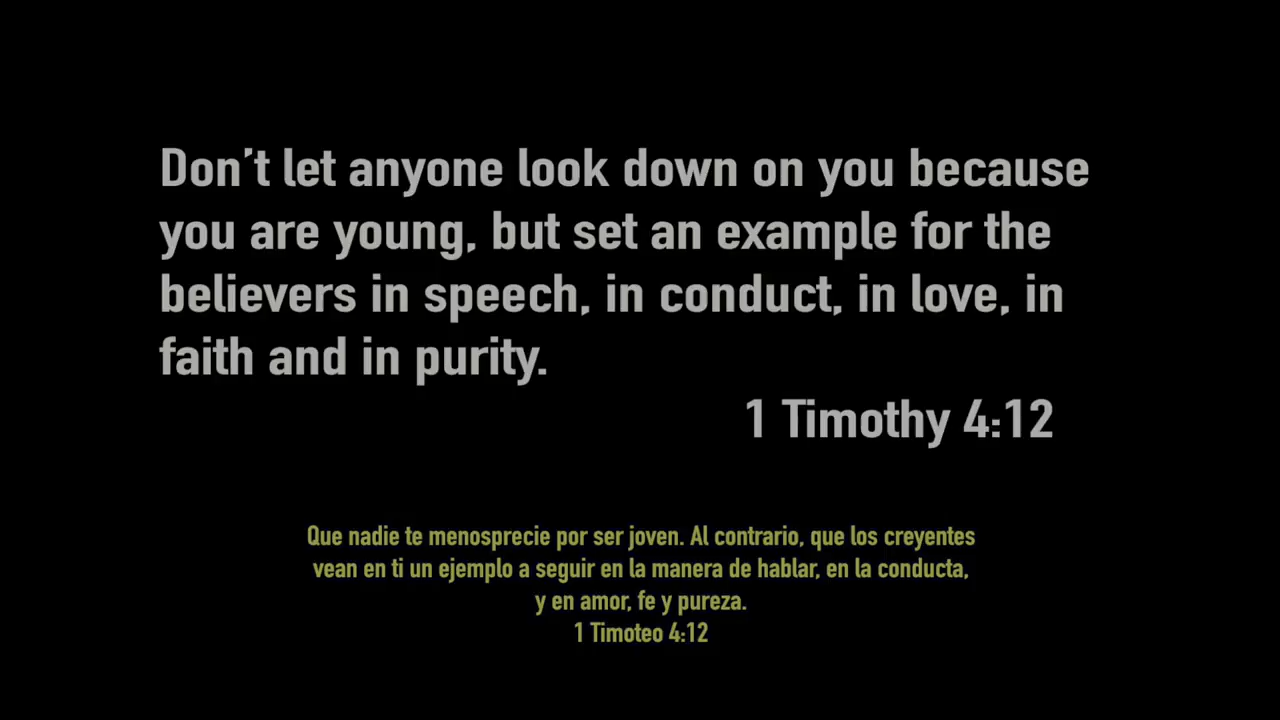 Don’t let anyone look down on you because
you are young, but set an example for the
believers in speech, in conduct, in love, in
faith and in purity.
1 Timothy 4:12
Que nadie te menosprecie por ser joven. Al contrario, que los creyentes
vean en ti un ejemplo a seguir en la manera de hablar, en la conducta,
y en amor, fe y pureza.
1 Timoteo 4:12